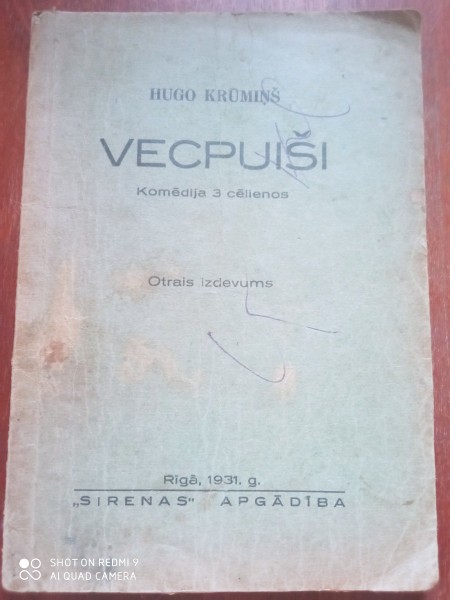 HUGO KRŪMIŅŠ
VECPUIŠI
Komēdija 3 cēlienos
Otrais izdevums
Rīgā, 1931. g.
„SIRENAS“ APGĀDĪBA
SHOT ON REDMI 9
AI QUAD CAMERA